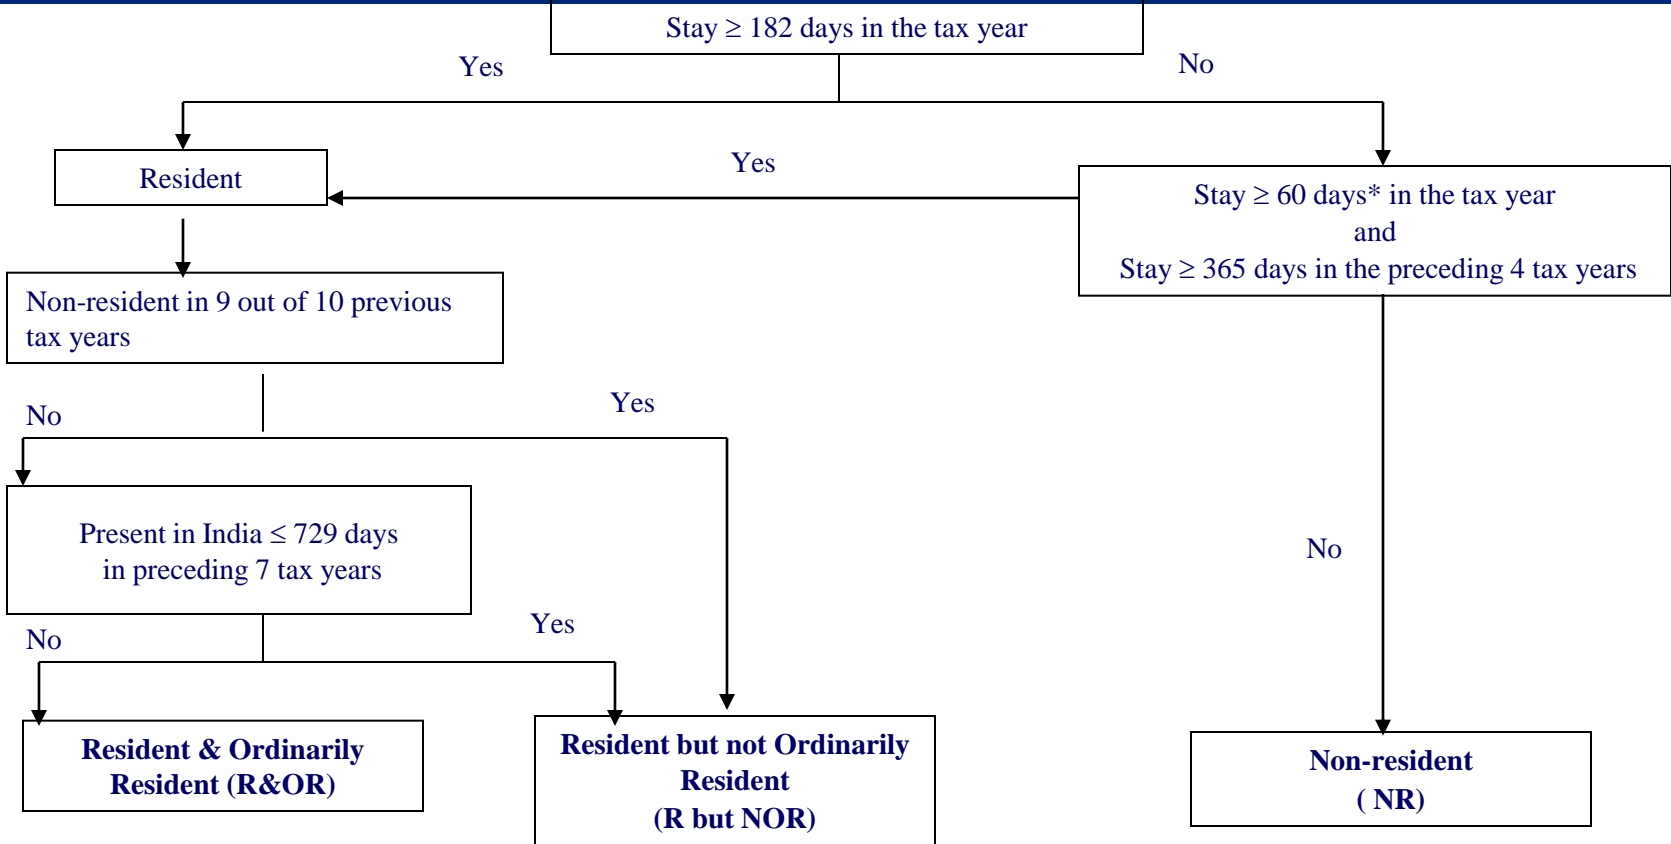 Stay ≥ 182 days in the tax year
Yes
No
Resident
Yes
Stay ≥ 60 days* in the tax year
and
Stay ≥ 365 days in the preceding 4 tax years
Non-resident in 9 out of 10 previous
tax years
No
Yes
Present in India ≤ 729 days
in preceding 7 tax years
No
No
Yes
Resident & Ordinarily
Resident (R&OR)
Resident but not Ordinarily
Resident
(R but NOR)
Non-resident
( NR)